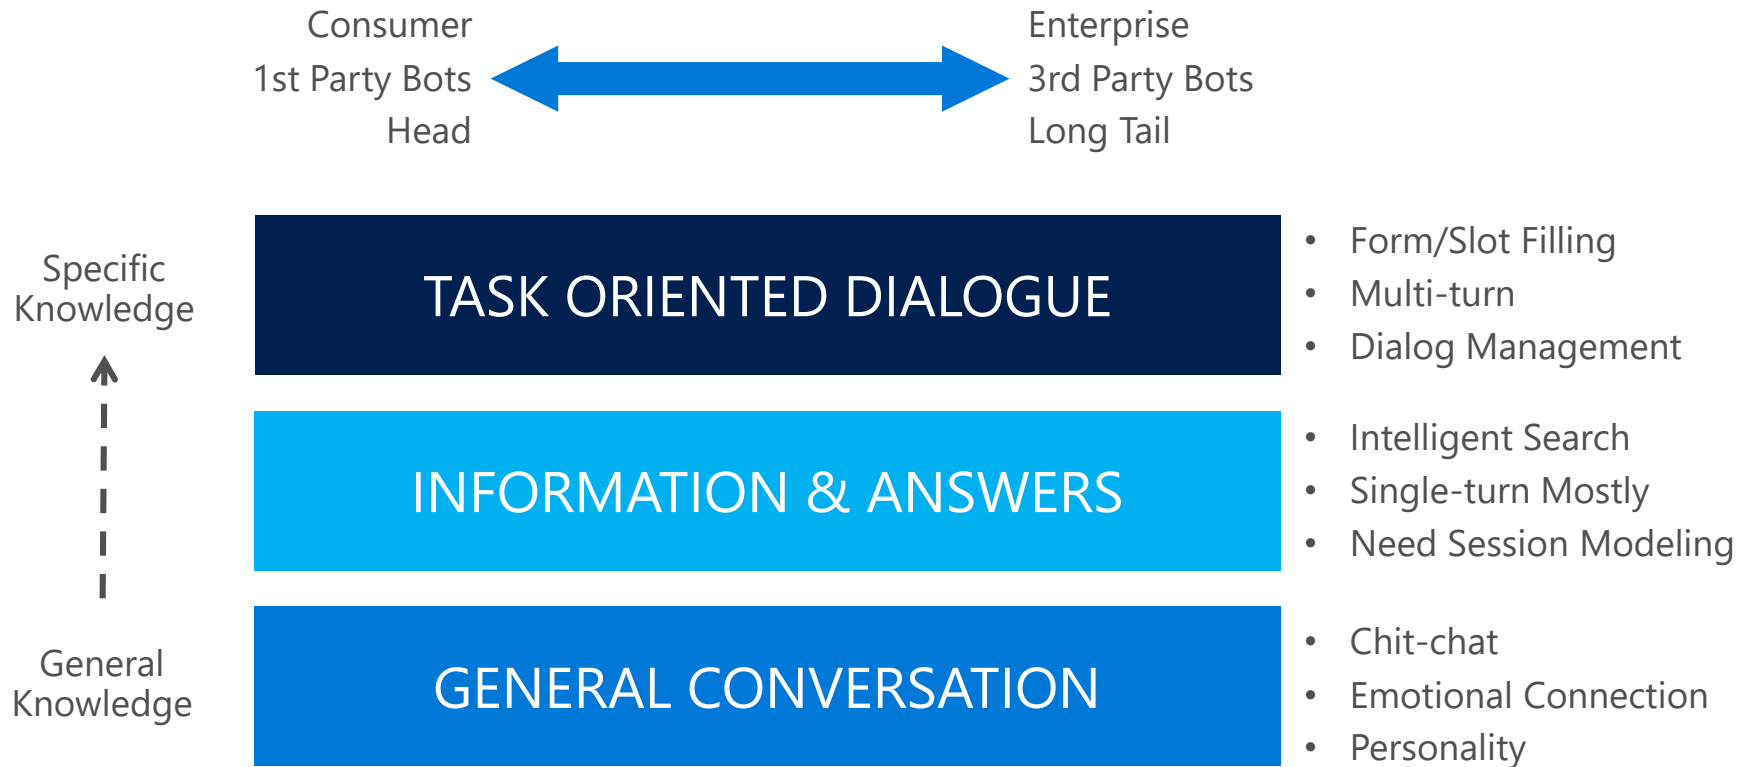 Consumer
1st Party Bots
Head
Enterprise
3rd Party Bots
Long Tail
Specific
Knowledge
General
Knowledge
TASK ORIENTED DIALOGUE
• Form/Slot Filling
• Multi-turn
• Dialog Management
INFORMATION & ANSWERS
• Intelligent Search
• Single-turn Mostly
• Need Session Modeling
GENERAL CONVERSATION
• Chit-chat
• Emotional Connection
• Personality